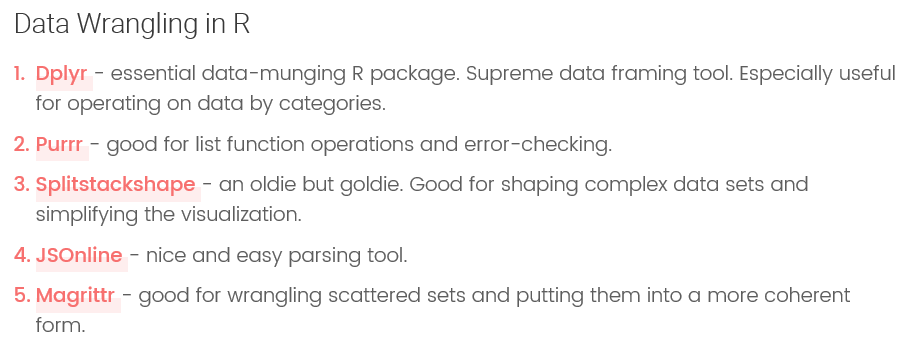 Data Wrangling in R
1. Dplyr - essential data-munging R package. Supreme data framing tool. Especially useful
for operating on data by categories.
2. Purrr - good for list function operations and error-checking.
3. Splitstackshape - an oldie but goldie. Good for shaping complex data sets and
simplifying the visualization.
4. JSOnline - nice and easy parsing tool.
5. Magrittr - good for wrangling scattered sets and putting them into a more coherent
form.